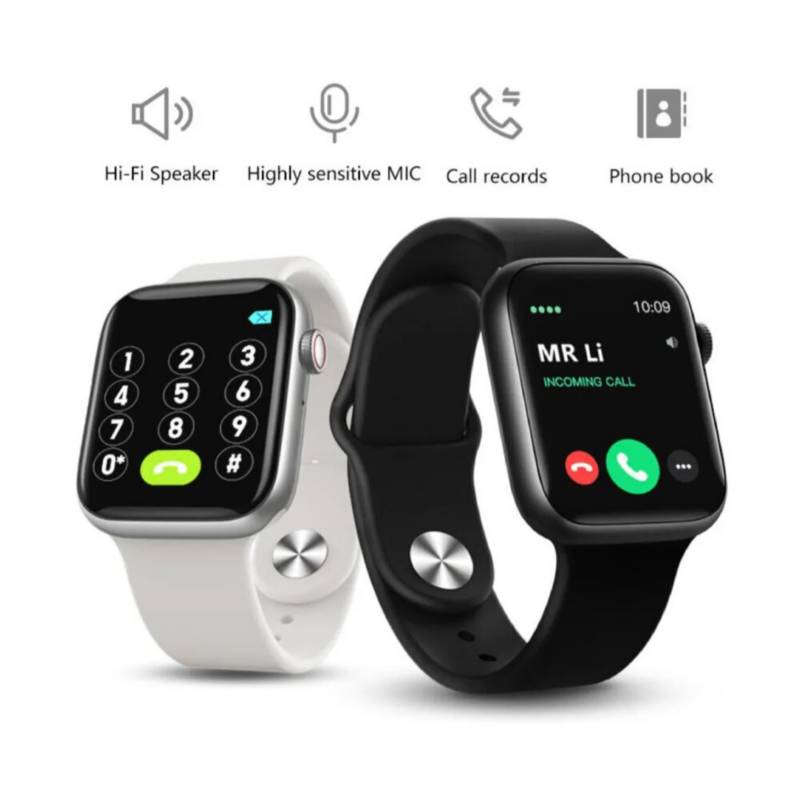 Hi-Fi Speaker
Highly sensitive MIC
Call records
Phone book
1 2 3
4 5 6
7 8 9
0* #
10:09
MR Li
INCOMING CALL